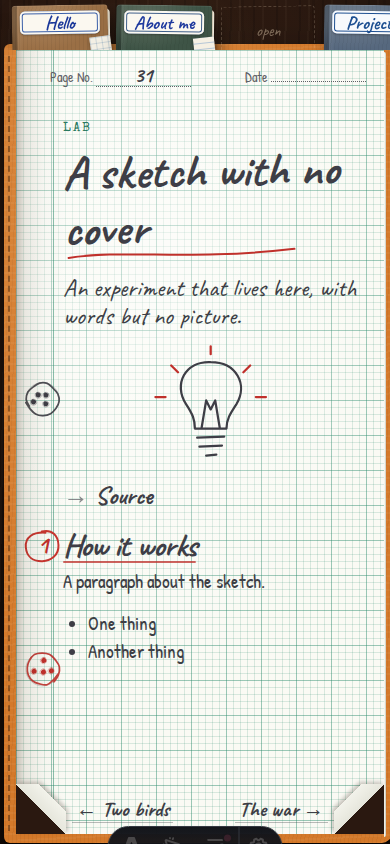 Hello
About me
open
Project
Page No. 31
Date
LAB
A sketch with no
cover
An experiment that lives here, with
words but no picture.
→ Source
1 How it works
A paragraph about the sketch.
• One thing
• Another thing
← Two birds
The war →